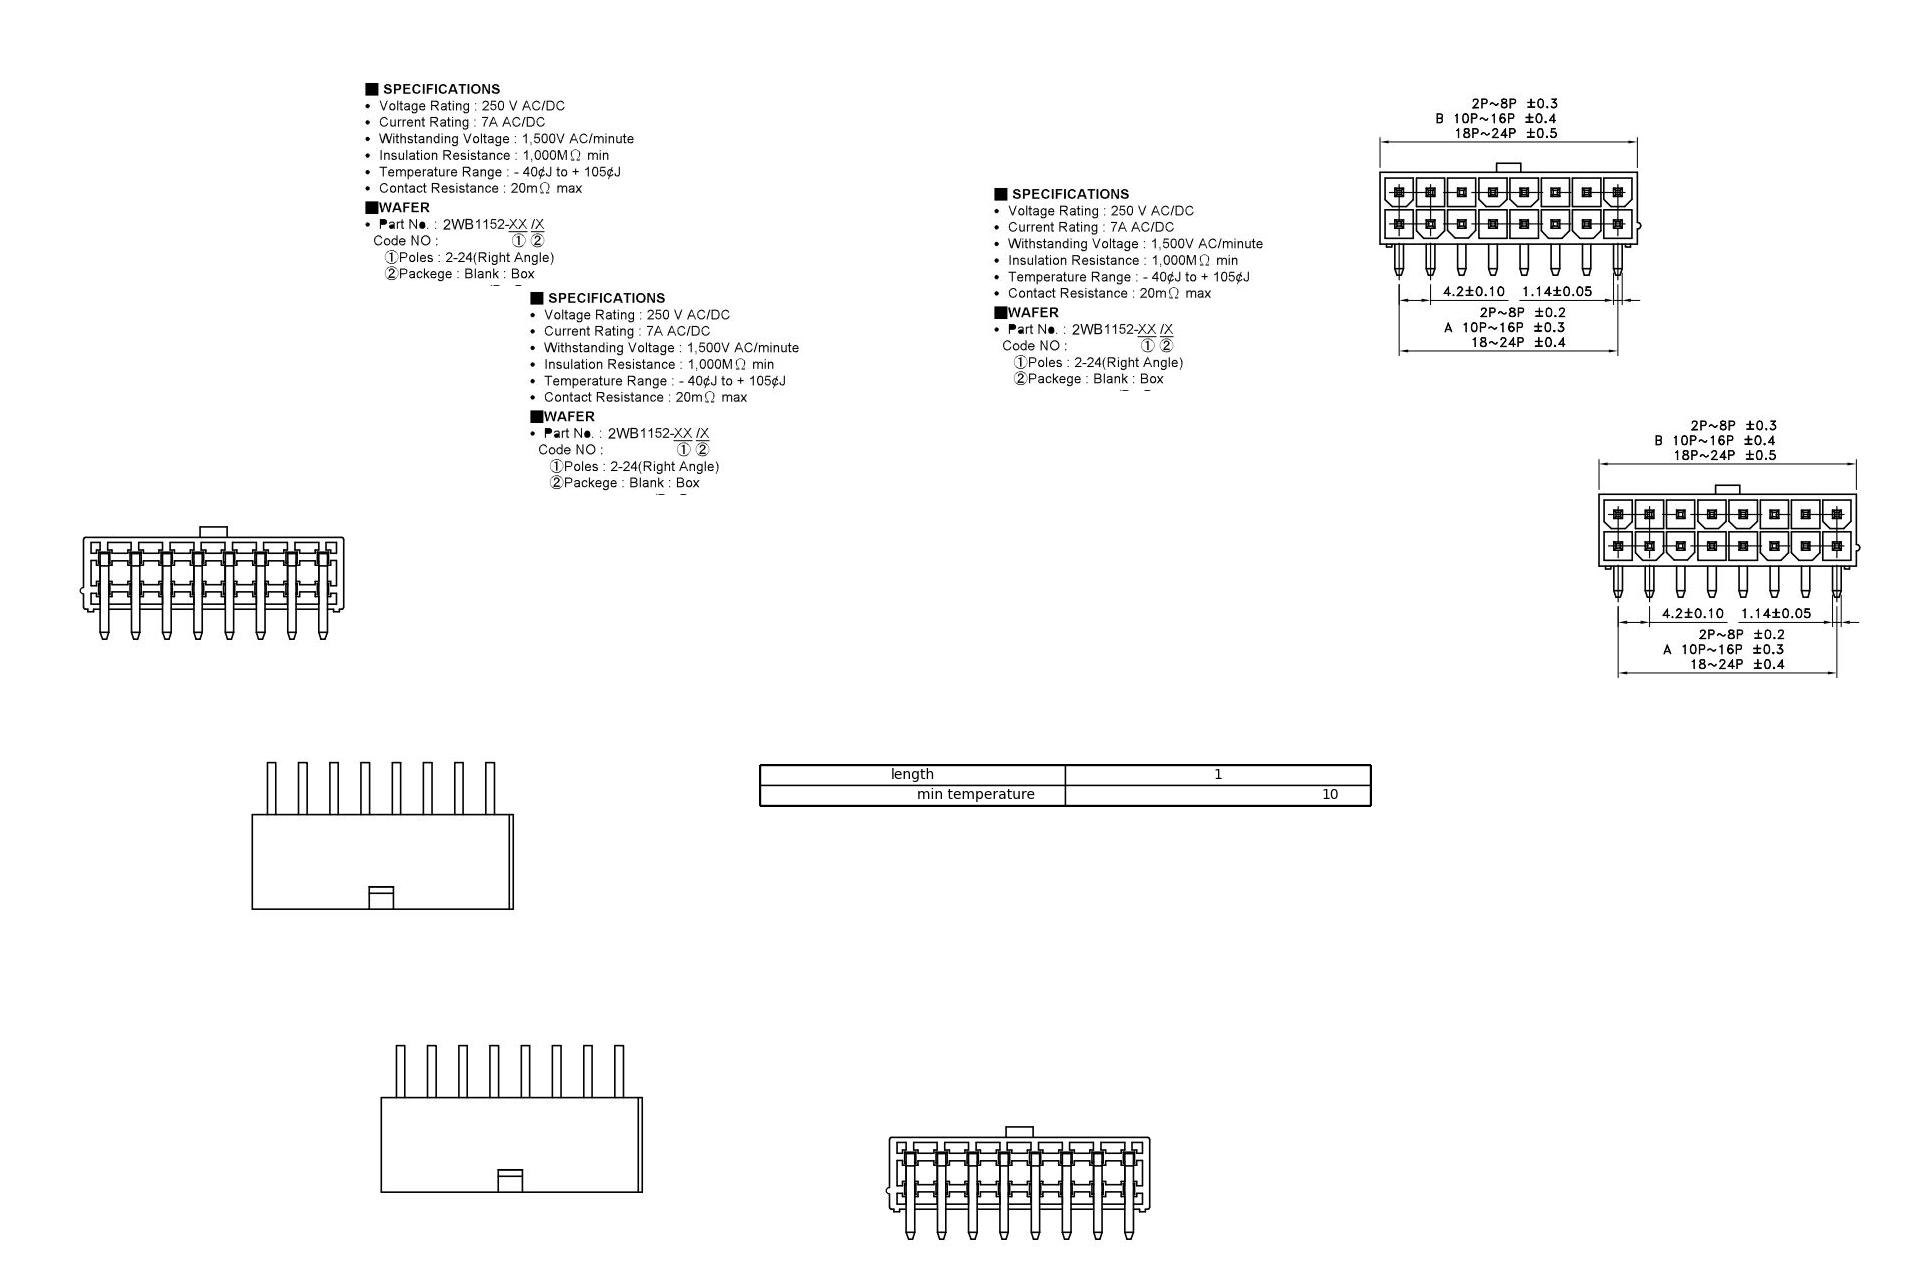 ■ SPECIFICATIONS
• Voltage Rating : 250 V AC/DC
• Current Rating : 7A AC/DC
• Withstanding Voltage : 1,500V AC/minute
• Insulation Resistance : 1,000MΩ min
• Temperature Range : - 40¢J to + 105¢J
• Contact Resistance : 20mΩ max
■WAFER
• Part No. : 2WB1152-XX /X
Code NO : ① ②
①Poles : 2-24(Right Angle)
②Packege : Blank : Box
■ SPECIFICATIONS
• Voltage Rating : 250 V AC/DC
• Current Rating : 7A AC/DC
• Withstanding Voltage : 1,500V AC/minute
• Insulation Resistance : 1,000MΩ min
• Temperature Range : - 40¢J to + 105¢J
• Contact Resistance : 20mΩ max
■WAFER
• Part No. : 2WB1152-XX /X
Code NO : ① ②
①Poles : 2-24(Right Angle)
②Packege : Blank : Box
■ SPECIFICATIONS
• Voltage Rating : 250 V AC/DC
• Current Rating : 7A AC/DC
• Withstanding Voltage : 1,500V AC/minute
• Insulation Resistance : 1,000MΩ min
• Temperature Range : - 40¢J to + 105¢J
• Contact Resistance : 20mΩ max
■WAFER
• Part No. : 2WB1152-XX /X
Code NO : ① ②
①Poles : 2-24(Right Angle)
②Packege : Blank : Box
2P~8P ±0.3
B 10P~16P ±0.4
18P~24P ±0.5
4.2±0.10 1.14±0.05
2P~8P ±0.2
A 10P~16P ±0.3
18~24P ±0.4
2P~8P ±0.3
B 10P~16P ±0.4
18P~24P ±0.5
4.2±0.10 1.14±0.05
2P~8P ±0.2
A 10P~16P ±0.3
18~24P ±0.4
length 1
min temperature 10